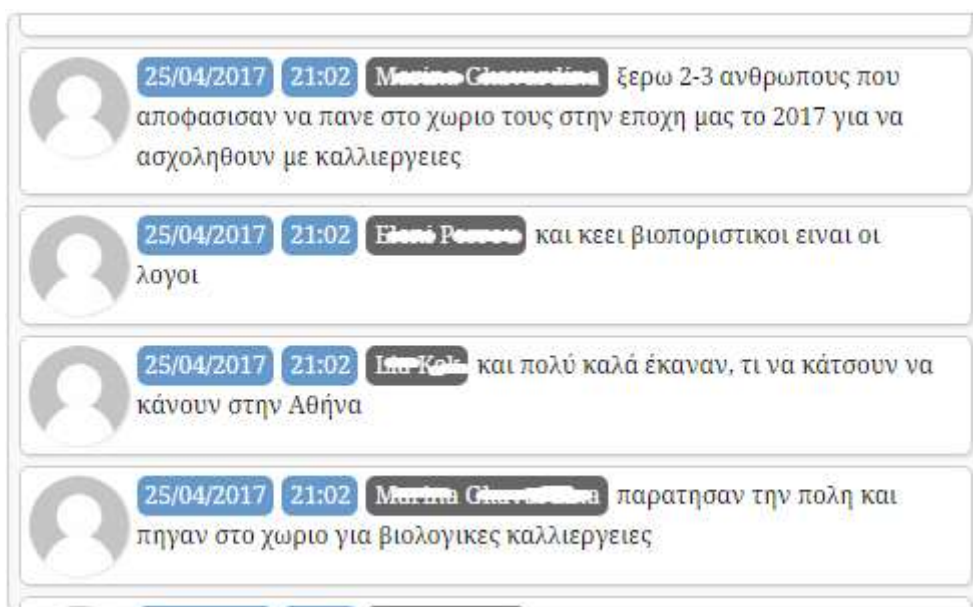 25/04/2017 21:02 ξερω 2-3 ανθρωπους που
αποφασισαν να πανε στο χωριο τους στην εποχη μας το 2017 για να
ασχοληθουν με καλλιεργειες
25/04/2017 21:02 και κεει βιοποριστικοι ειναι οι
λογοι
25/04/2017 21:02 και πολύ καλά έκαναν, τι να κάτσουν να
κάνουν στην Αθήνα
25/04/2017 21:02 παρατησαν την πολη και
πηγαν στο χωριο για βιολογικες καλλιεργειες